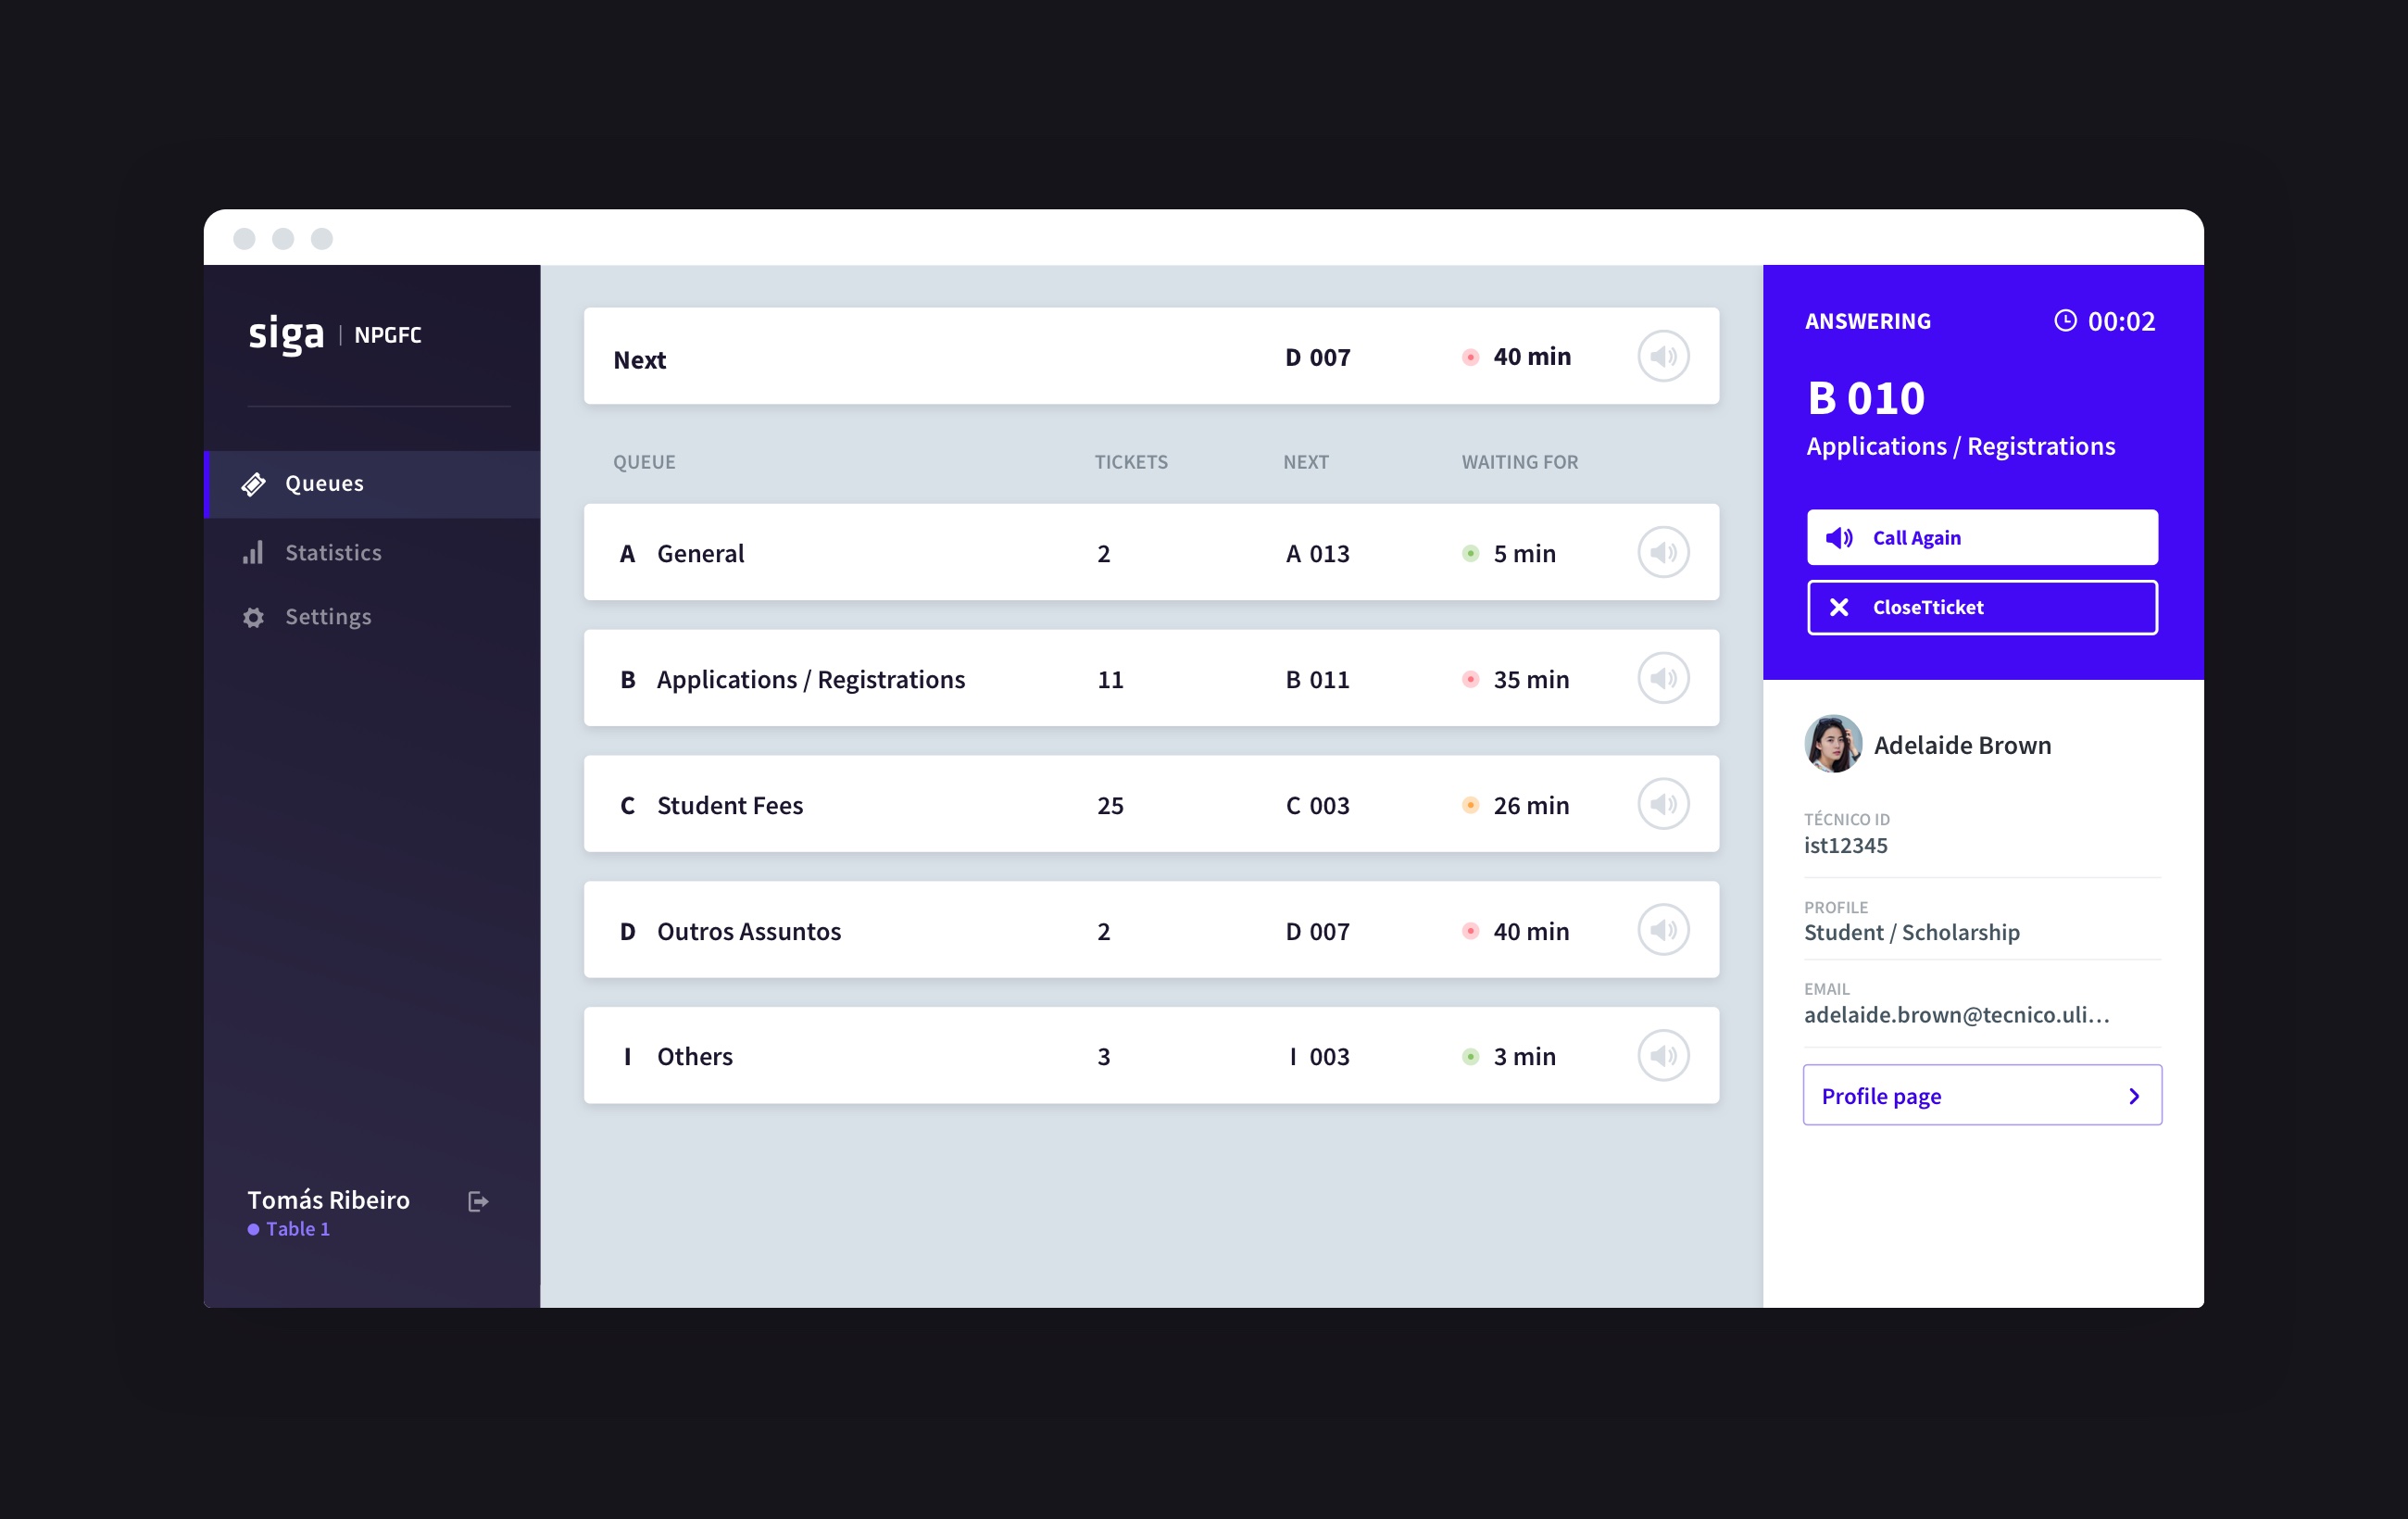 siga | NPGFC
Queues
Statistics
Settings
Tomás Ribeiro
Table 1
Next D 007 40 min
QUEUE TICKETS NEXT WAITING FOR
A General 2 A 013 5 min
B Applications / Registrations 11 B 011 35 min
C Student Fees 25 C 003 26 min
D Outros Assuntos 2 D 007 40 min
I Others 3 I 003 3 min
ANSWERING 00:02
B 010
Applications / Registrations
Call Again
CloseTticket
Adelaide Brown
TÉCNICO ID
ist12345
PROFILE
Student / Scholarship
EMAIL
adelaide.brown@tecnico.uli...
Profile page